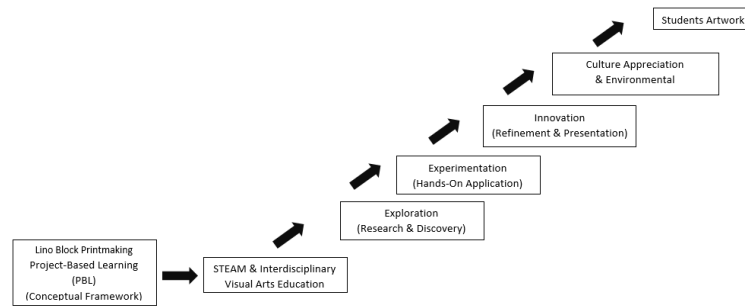 Students Artwork
Culture Appreciation
& Environmental
Innovation
(Refinement & Presentation)
Experimentation
(Hands-On Application)
Exploration
(Research & Discovery)
Lino Block Printmaking
Project-Based Learning
(PBL)
(Conceptual Framework)
STEAM & Interdisciplinary
Visual Arts Education